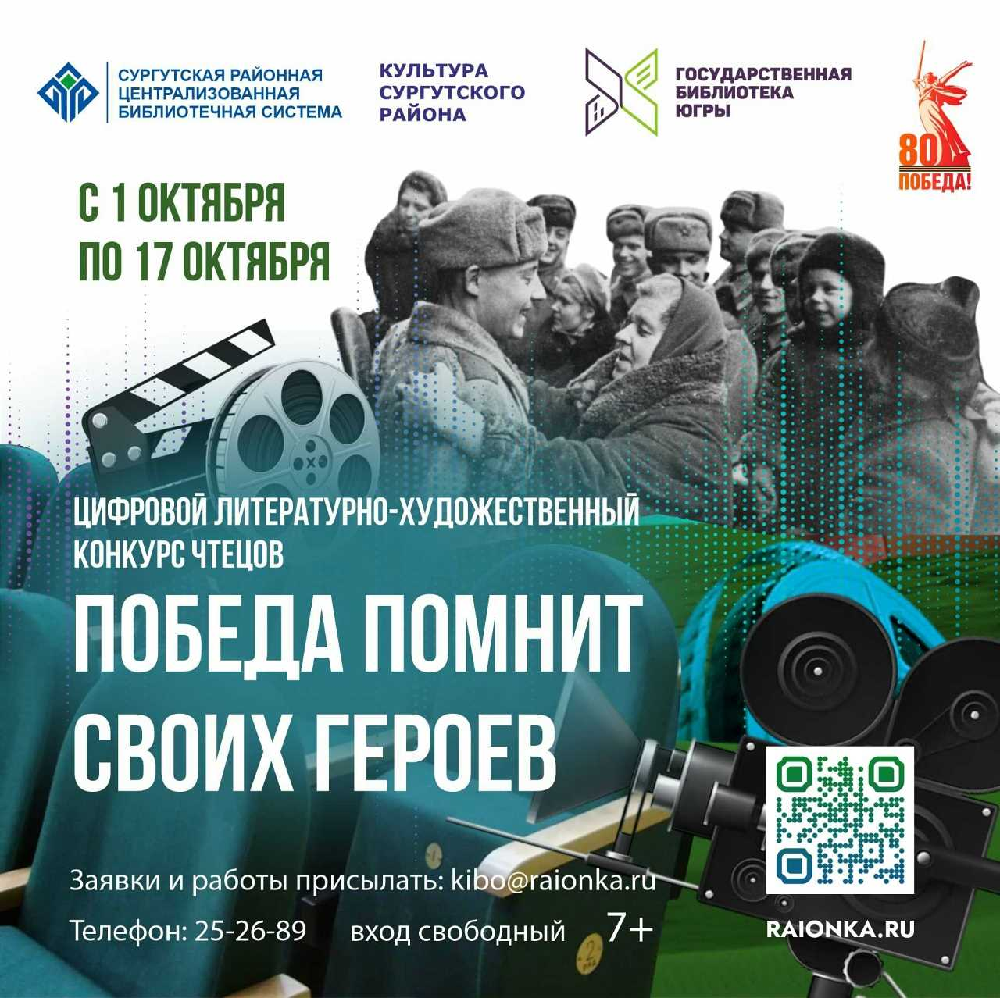 СУРГУТСКАЯ РАЙОННАЯ
ЦЕНТРАЛИЗОВАННАЯ
БИБЛИОТЕЧНАЯ СИСТЕМА
КУЛЬТУРА
СУРГУТСКОГО
РАЙОНА
ГОСУДАРСТВЕННАЯ
БИБЛИОТЕКА
ЮГРЫ
80
ПОБЕДА!
С 1 ОКТЯБРЯ
ПО 17 ОКТЯБРЯ
ЦИФРОВОЙ ЛИТЕРАТУРНО-ХУДОЖЕСТВЕННЫЙ
КОНКУРС ЧТЕЦОВ
ПОБЕДА ПОМНИТ
СВОИХ ГЕРОЕВ
Заявки и работы присылать: kibo@raionka.ru
Телефон: 25-26-89 вход свободный 7+
RAIONKA.RU
2